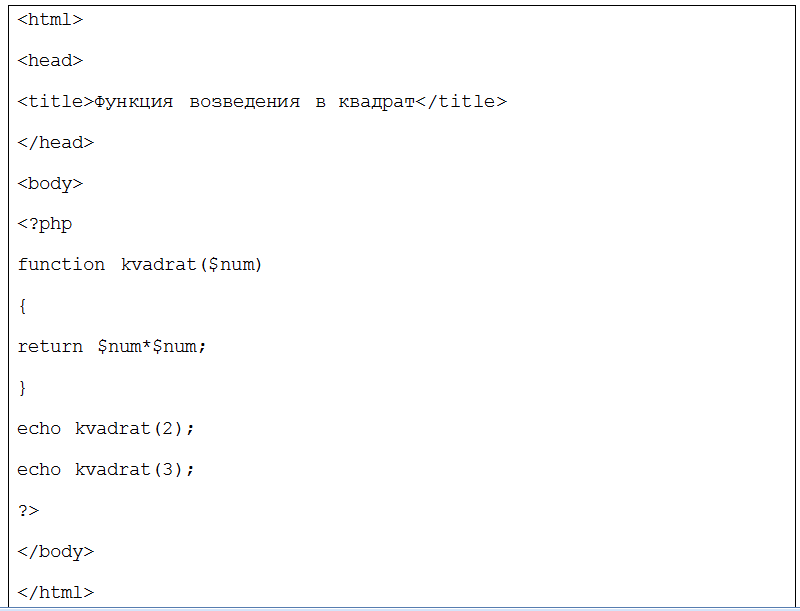 <html>
<head>
<title>Функция возведения в квадрат</title>
</head>
<body>
<?php
function kvadrat($num)
{
return $num*$num;
}
echo kvadrat(2);
echo kvadrat(3);
?>
</body>
</html>